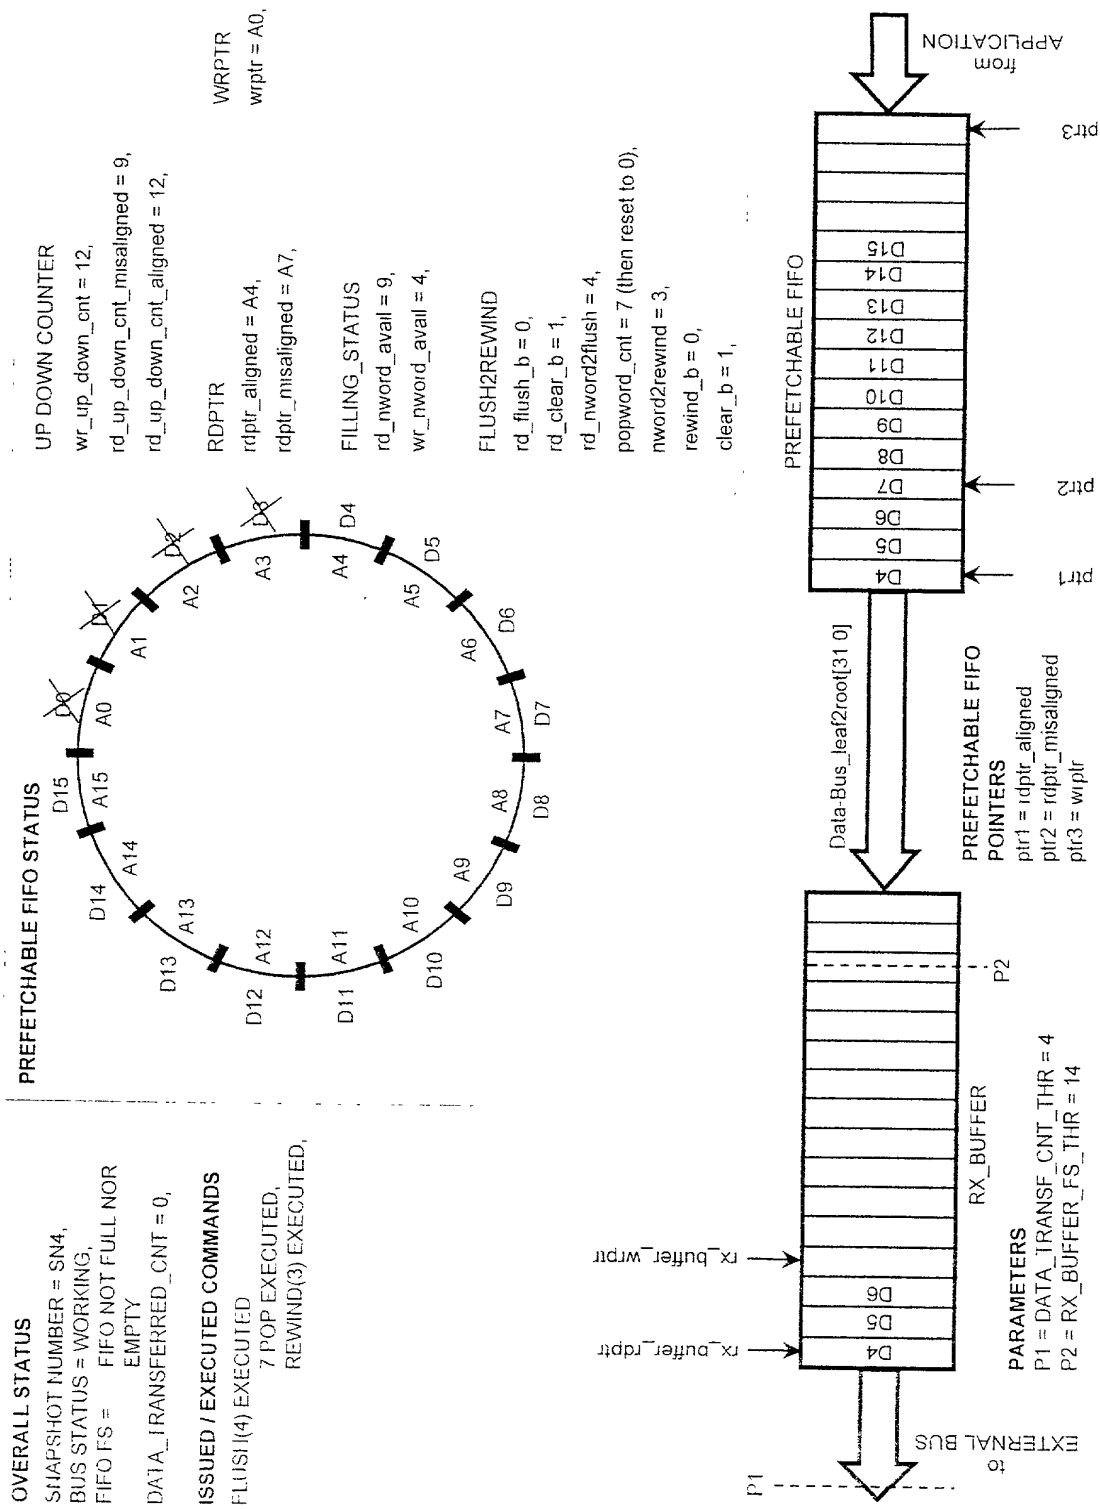 OVERALL STATUS
SNAPSHOT NUMBER = SN4,
BUS STATUS = WORKING,
FIFO FS = FIFO NOT FULL NOR
EMPTY
DATA_TRANSFERRED_CNT = 0,
ISSUED / EXECUTED COMMANDS
FLUSH(4) EXECUTED
7 POP EXECUTED,
REWIND(3) EXECUTED,
PREFETCHABLE FIFO STATUS
D0
D1
D2
D3
D4
D5
D6
D7
D8
D9
D10
D11
D12
D13
D14
D15
A0
A1
A2
A3
A4
A5
A6
A7
A8
A9
A10
A11
A12
A13
A14
A15
UP DOWN COUNTER
wr_up_down_cnt = 12,
rd_up_down_cnt_misaligned = 9,
rd_up_down_cnt_aligned = 12,
RDPTR
rdptr_aligned = A4,
rdptr_misaligned = A7,
WRPTR
wrptr = A0,
FILLING_STATUS
rd_nword_avail = 9,
wr_nword_avail = 4,
FLUSH2REWIND
rd_flush_b = 0,
rd_clear_b = 1,
rd_nword2flush = 4,
popword_cnt = 7 (then reset to 0),
nword2rewind = 3,
rewind_b = 0,
clear_b = 1,
P1
to
EXTERNAL BUS
rx_buffer_rdptr
rx_buffer_wrptr
D4
D5
D6
RX_BUFFER
P2
PARAMETERS
P1 = DATA_TRANSF_CNT_THR = 4
P2 = RX_BUFFER_FS_THR = 14
Data-Bus_leaf2root[31 0]
PREFETCHABLE FIFO
POINTERS
ptr1 = rdptr_aligned
ptr2 = rdptr_misaligned
ptr3 = wrptr
PREFETCHABLE FIFO
D4
D5
D6
D7
D8
D9
D10
D11
D12
D13
D14
D15
ptr1
ptr2
ptr3
from
APPLICATION